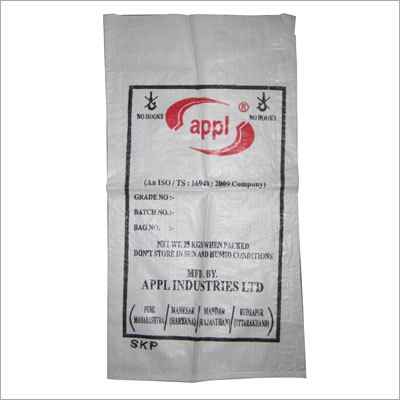 NO HOOKS appl ® NO HOOKS
(An ISO / TS : 16949 : 2009 Company)
GRADE NO :-
BATCH NO.:-
BAG NO. :-
NET WT. 25 KGS WHEN PACKED
DON'T STORE IN SUN AND HUMID CONDITIONS
MFD. BY.
APPL INDUSTRIES LTD
PUNE MANESAR MANDAR RUDRAPUR
(MAHARASHTRA) (HARYANA) (RAJASTHAN) (UTTARAKHAND)
SKP